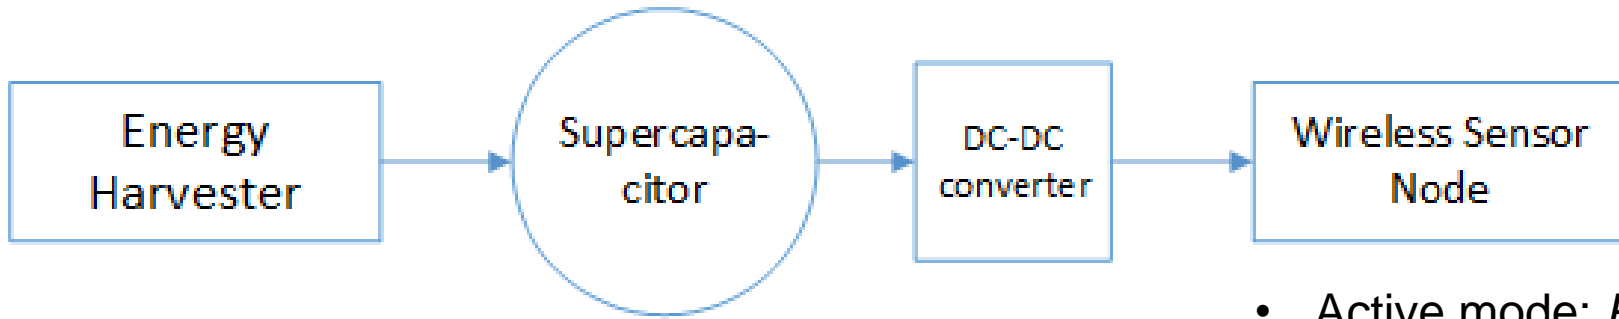 Energy
Harvester
Supercapa-
citor
DC-DC
converter
Wireless Sensor
Node
• Active mode: